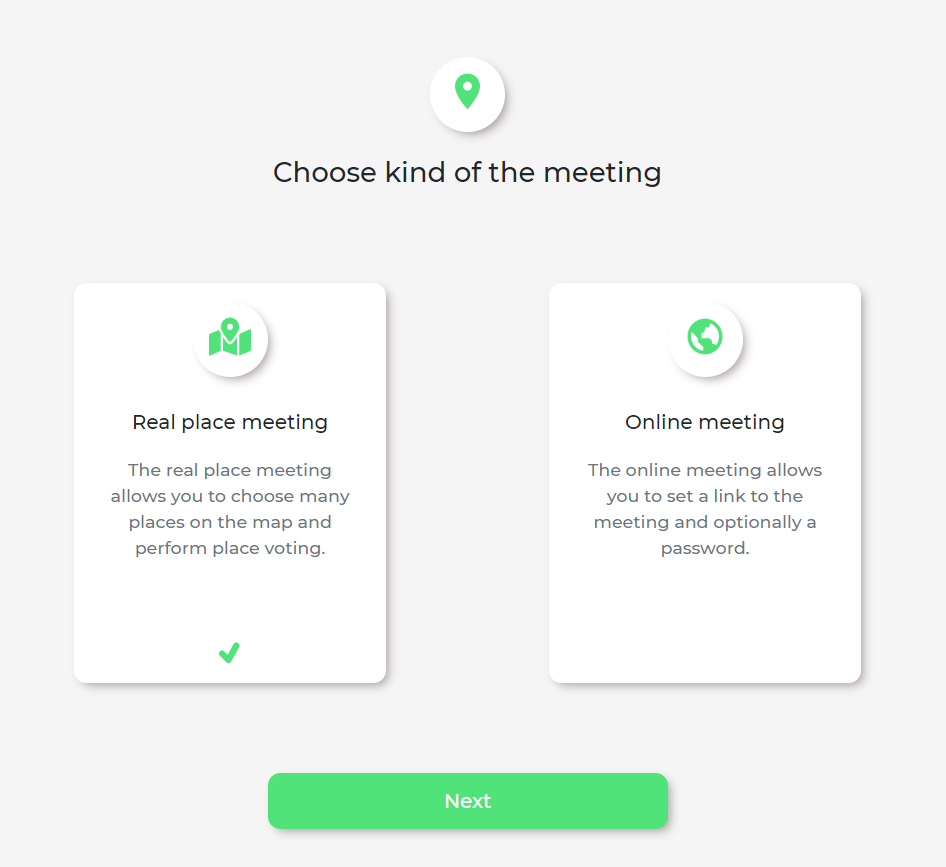 Choose kind of the meeting
Real place meeting
The real place meeting
allows you to choose many
places on the map and
perform place voting.
Online meeting
The online meeting allows
you to set a link to the
meeting and optionally a
password.
Next